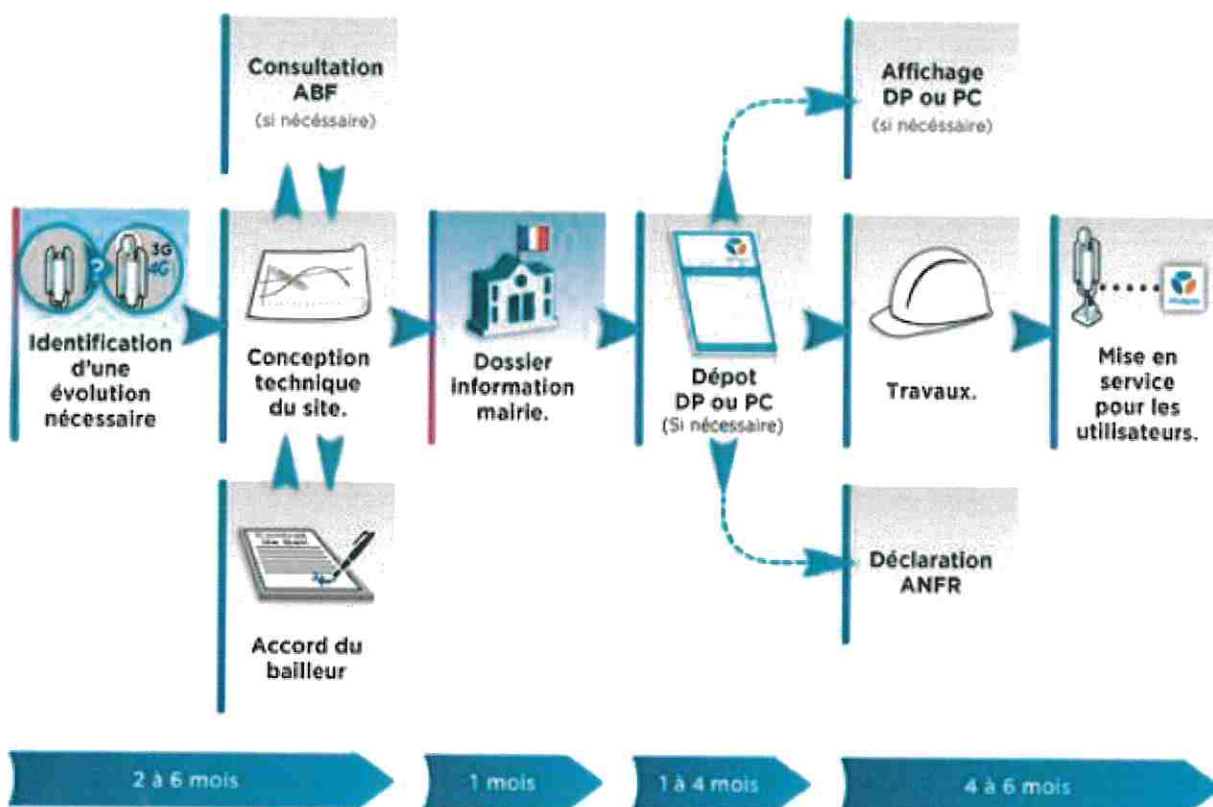 Consultation
ABF
(si nécéssaire)
Affichage
DP ou PC
(si nécéssaire)
3G
4G
?
Identification
d'une
évolution
nécessaire
Conception
technique
du site.
Dossier
information
mairie.
Dépot
DP ou PC
(Si nécessaire)
Travaux.
Mise en
service
pour les
utilisateurs.
Accord du
bailleur
Déclaration
ANFR
2 à 6 mois
1 mois
1 à 4 mois
4 à 6 mois